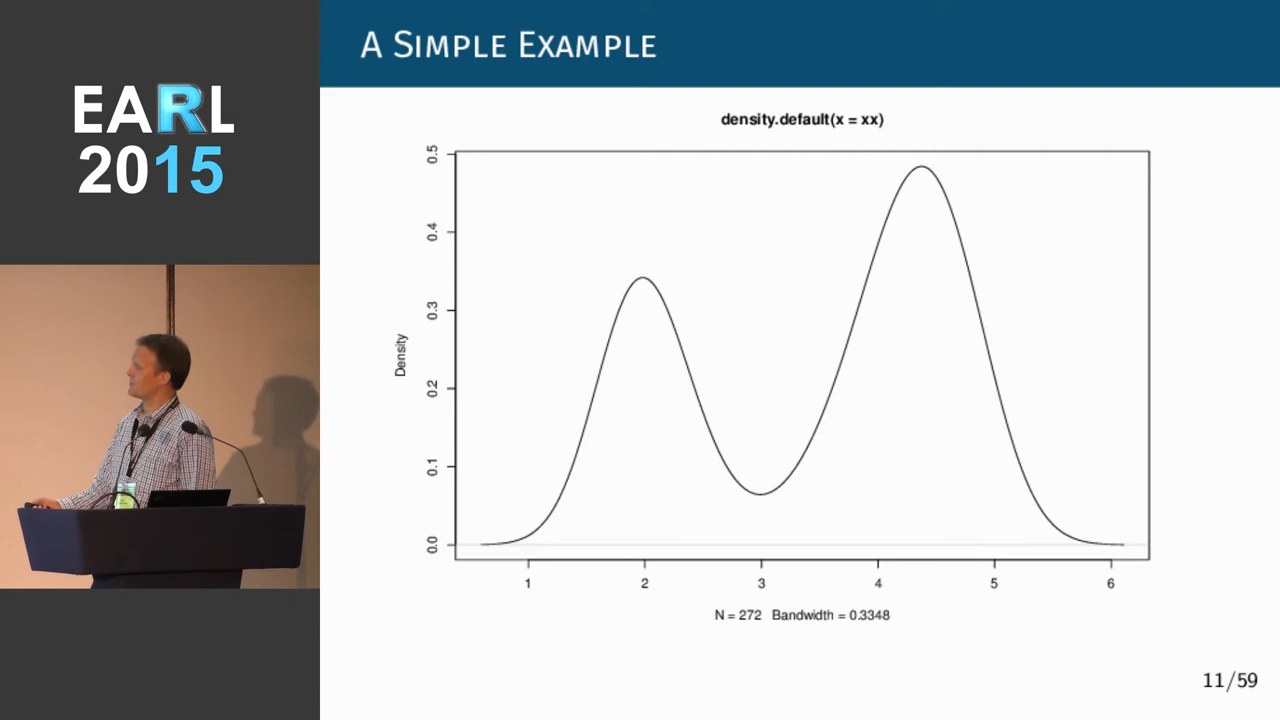 EARL
2015
A Simple Example
density.default(x = xx)
Density
0.5
0.4
0.3
0.2
0.1
0.0
1 2 3 4 5 6
N = 272 Bandwidth = 0.3348
11/59